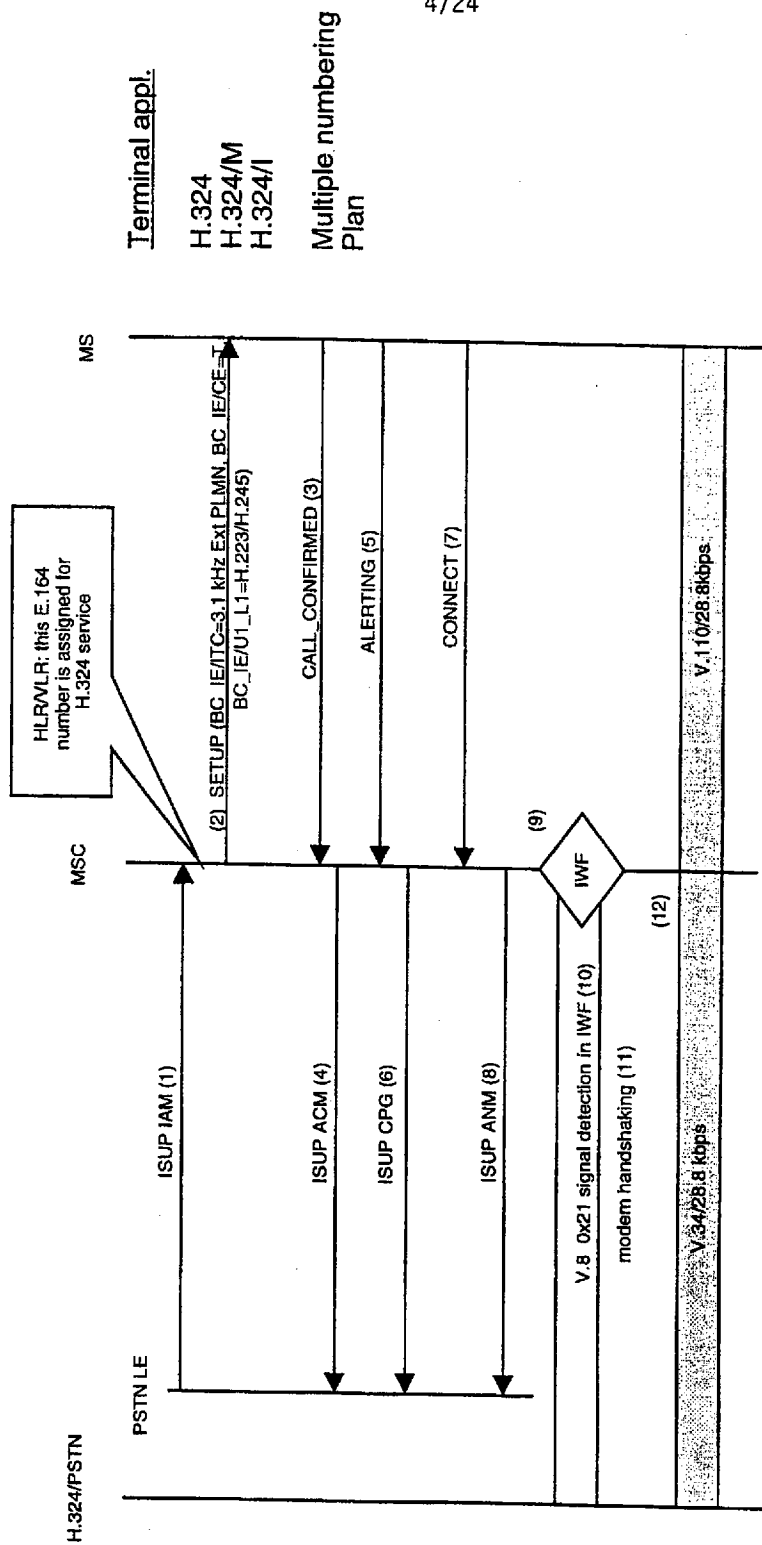 4/24
Terminal appl.
H.324
H.324/M
H.324/I
Multiple numbering
Plan
HLR/VLR: this E.164
number is assigned for
H.324 service
H.324/PSTN
PSTN LE
MSC
MS
ISUP IAM (1)
(2) SETUP (BC_IE/ITC=3.1 kHz Ext PLMN, BC_IE/CE=T
BC_IE/U1_L1=H.223/H.245)
CALL_CONFIRMED (3)
ISUP ACM (4)
ALERTING (5)
ISUP CPG (6)
CONNECT (7)
ISUP ANM (8)
(9)
IWF
V.8 0x21 signal detection in IWF (10)
modem handshaking (11)
(12)
V.34/28.8 kbps
V.110/28.8kbps